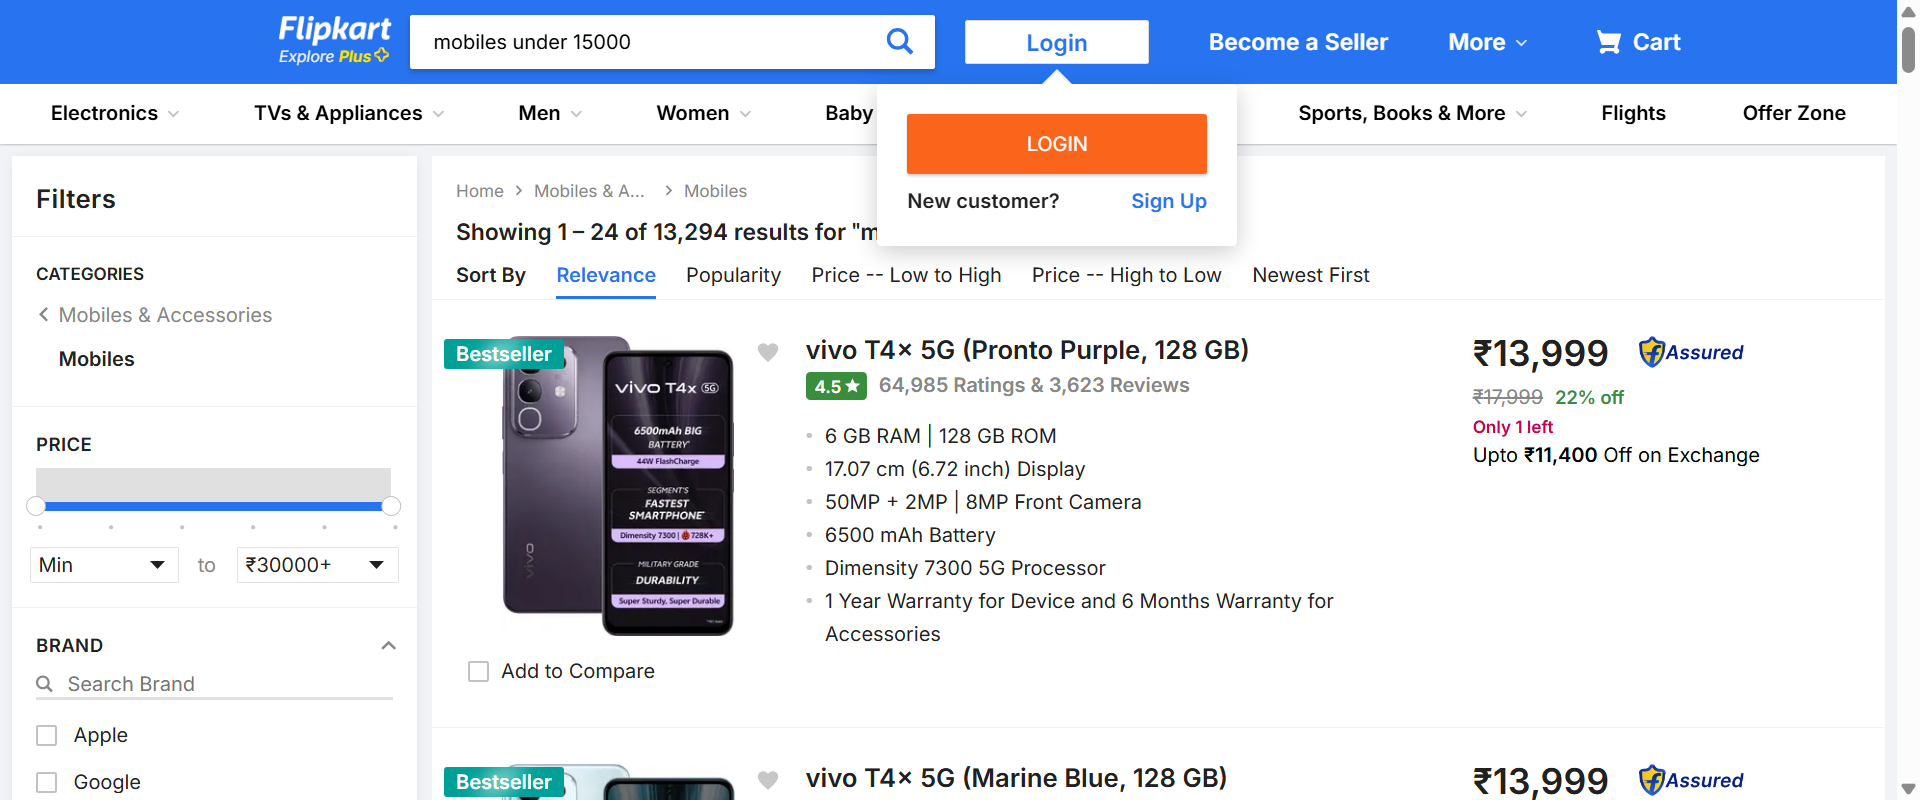 Flipkart
Explore Plus
mobiles under 15000
Login
Become a Seller
More
Cart
Electronics
TVs & Appliances
Men
Women
Baby
Sports, Books & More
Flights
Offer Zone
LOGIN
New customer?
Sign Up
Filters
CATEGORIES
Mobiles & Accessories
Mobiles
PRICE
Min
to
₹30000+
BRAND
Search Brand
Apple
Google
Home
Mobiles & A...
Mobiles
Showing 1 – 24 of 13,294 results for "m
Sort By
Relevance
Popularity
Price -- Low to High
Price -- High to Low
Newest First
Bestseller
vivo T4x 5G
6500mAh BIG
BATTERY
44W FlashCharge
SEGMENT'S
FASTEST
SMARTPHONE
Dimensity 7300 | 728K+
MILITARY GRADE
DURABILITY
Super Sturdy, Super Durable
vivo
Add to Compare
vivo T4x 5G (Pronto Purple, 128 GB)
4.5★
64,985 Ratings & 3,623 Reviews
6 GB RAM | 128 GB ROM
17.07 cm (6.72 inch) Display
50MP + 2MP | 8MP Front Camera
6500 mAh Battery
Dimensity 7300 5G Processor
1 Year Warranty for Device and 6 Months Warranty for
Accessories
₹13,999
Assured
₹17,999 22% off
Only 1 left
Upto ₹11,400 Off on Exchange
Bestseller
vivo T4x 5G (Marine Blue, 128 GB)
₹13,999
Assured